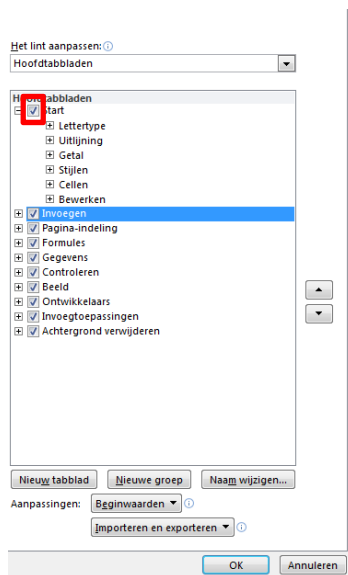 Het lint aanpassen:
Hoofdtabbladen
Hoofdtabbladen
Start
Lettertype
Uitlijning
Getal
Stijlen
Cellen
Bewerken
Invoegen
Pagina-indeling
Formules
Gegevens
Controleren
Beeld
Ontwikkelaars
Invoegtoepassingen
Achtergrond verwijderen
Nieuw tabblad Nieuwe groep Naam wijzigen...
Aanpassingen: Beginwaarden
Importeren en exporteren
OK Annuleren